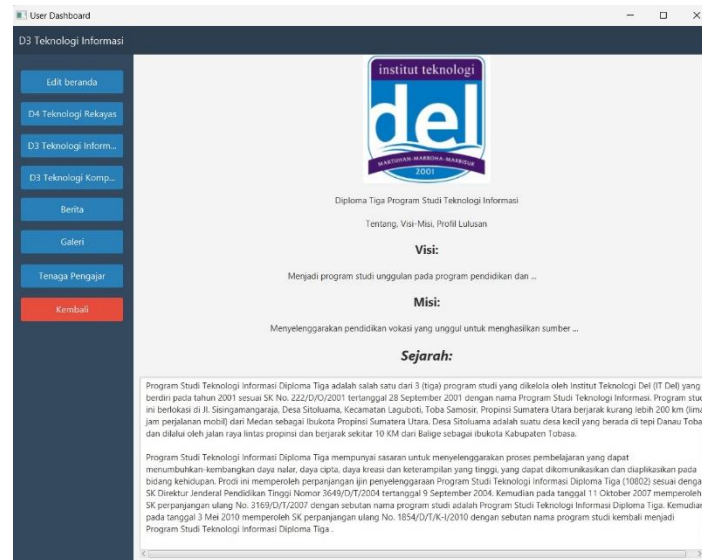 User Dashboard
D3 Teknologi Informasi
Edit beranda
D4 Teknologi Rekayas
D3 Teknologi Inform...
D3 Teknologi Komp...
Berita
Galeri
Tenaga Pengajar
Kembali
institut teknologi
del
MARTUHAN-MARROHA-MARBISUK
2001
Diploma Tiga Program Studi Teknologi Informasi
Tentang, Visi-Misi, Profil Lulusan
Visi:
Menjadi program studi unggulan pada program pendidikan dan ...
Misi:
Menyelenggarakan pendidikan vokasi yang unggul untuk menghasilkan sumber ...
Sejarah:
Program Studi Teknologi Informasi Diploma Tiga adalah salah satu dari 3 (tiga) program studi yang dikelola oleh Institut Teknologi Del (IT Del) yang
berdiri pada tahun 2001 sesuai SK No. 222/D/O/2001 tertanggal 28 September 2001 dengan nama Program Studi Teknologi Informasi. Program stu
ini berlokasi di Jl. Sisingamangaraja, Desa Sitoluama, Kecamatan Laguboti, Toba Samosir, Propinsi Sumatera Utara berjarak kurang lebih 200 km (lima
jam perjalanan mobil) dari Medan sebagai Ibukota Propinsi Sumatera Utara. Desa Sitoluama adalah suatu desa kecil yang berada di tepi Danau Toba
dan dilalui oleh jalan raya lintas propinsi dan berjarak sekitar 10 KM dari Balige sebagai ibukota Kabupaten Tobasa.
Program Studi Teknologi Informasi Diploma Tiga mempunyai sasaran untuk menyelenggarakan proses pembelajaran yang dapat
menumbuhkan-kembangkan daya nalar, daya cipta, daya kreasi dan keterampilan yang tinggi, yang dapat dikomunikasikan dan diaplikasikan pada
bidang kehidupan. Prodi ini memperoleh perpanjangan ijin penyelenggaraan Program Studi Teknologi Informasi Diploma Tiga (10802) sesuai dengan
SK Direktur Jenderal Pendidikan Tinggi Nomor 3649/D/T/2004 tertanggal 9 September 2004. Kemudian pada tanggal 11 Oktober 2007 memperoleh
SK perpanjangan ulang No. 3169/D/T/2007 dengan sebutan nama program studi adalah Program Studi Teknologi Informasi Diploma Tiga. Kemudian
pada tanggal 3 Mei 2010 memperoleh SK perpanjangan ulang No. 1854/D/T/K-I/2010 dengan sebutan nama program studi kembali menjadi
Program Studi Teknologi Informasi Diploma Tiga .